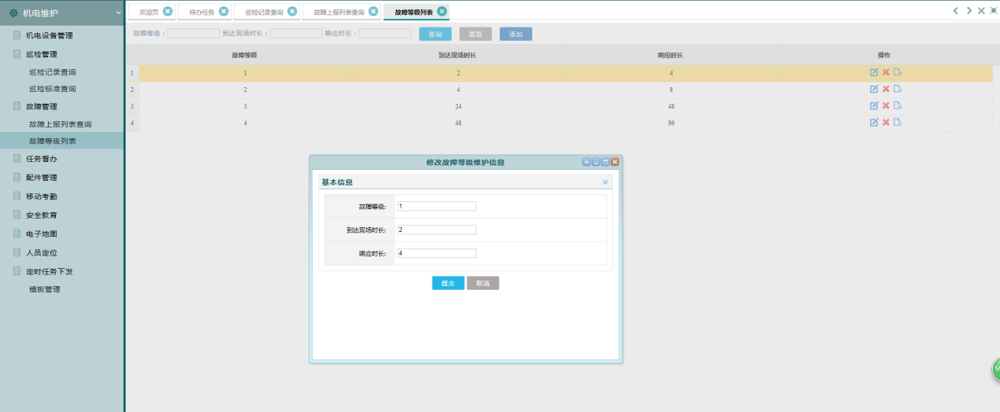 机电维护
欢迎页 待办任务 巡检记录查询 故障上报列表查询 故障等级列表
机电设备管理
巡检管理
巡检记录查询
巡检标准查询
故障管理
故障上报列表查询
故障等级列表
任务督办
配件管理
移动考勤
安全教育
电子地图
人员定位
定时任务下发
模板管理
故障等级： 到达现场时长： 响应时长： 查询 重置 添加
故障等级 到达现场时长 响应时长 操作
1 1 2 4
2 2 4 8
3 3 24 48
4 4 48 96
修改故障等级维护信息
基本信息
故障等级: 1
到达现场时长: 2
响应时长: 4
提交 取消